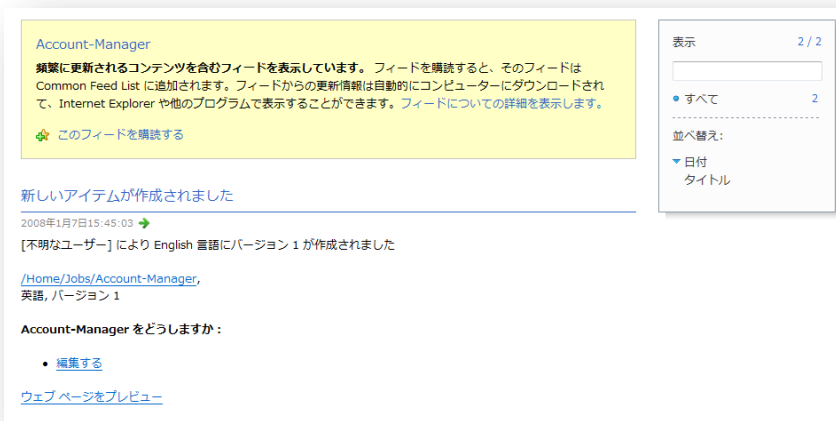 Account-Manager
頻繁に更新されるコンテンツを含むフィードを表示しています。 フィードを購読すると、そのフィードは
Common Feed List に追加されます。フィードからの更新情報は自動的にコンピューターにダウンロードされ
て、Internet Explorer や他のプログラムで表示することができます。フィードについての詳細を表示します。
このフィードを購読する
新しいアイテムが作成されました
2008年1月7日15:45:03
[不明なユーザー] により English 言語にバージョン 1 が作成されました
/Home/Jobs/Account-Manager,
英語, バージョン 1
Account-Manager をどうしますか :
• 編集する
ウェブ ページをプレビュー
表示 2 / 2
すべて 2
並べ替え:
日付
タイトル